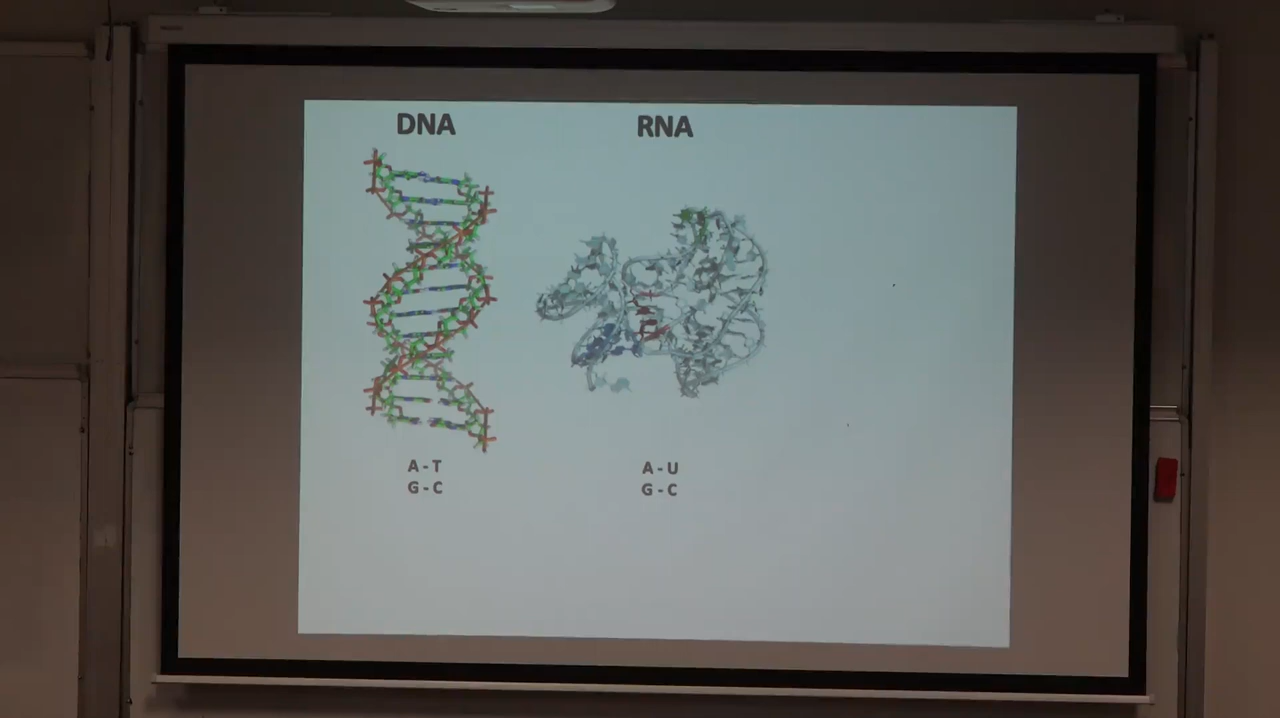 DNA
RNA
A - T
G - C
A - U
G - C